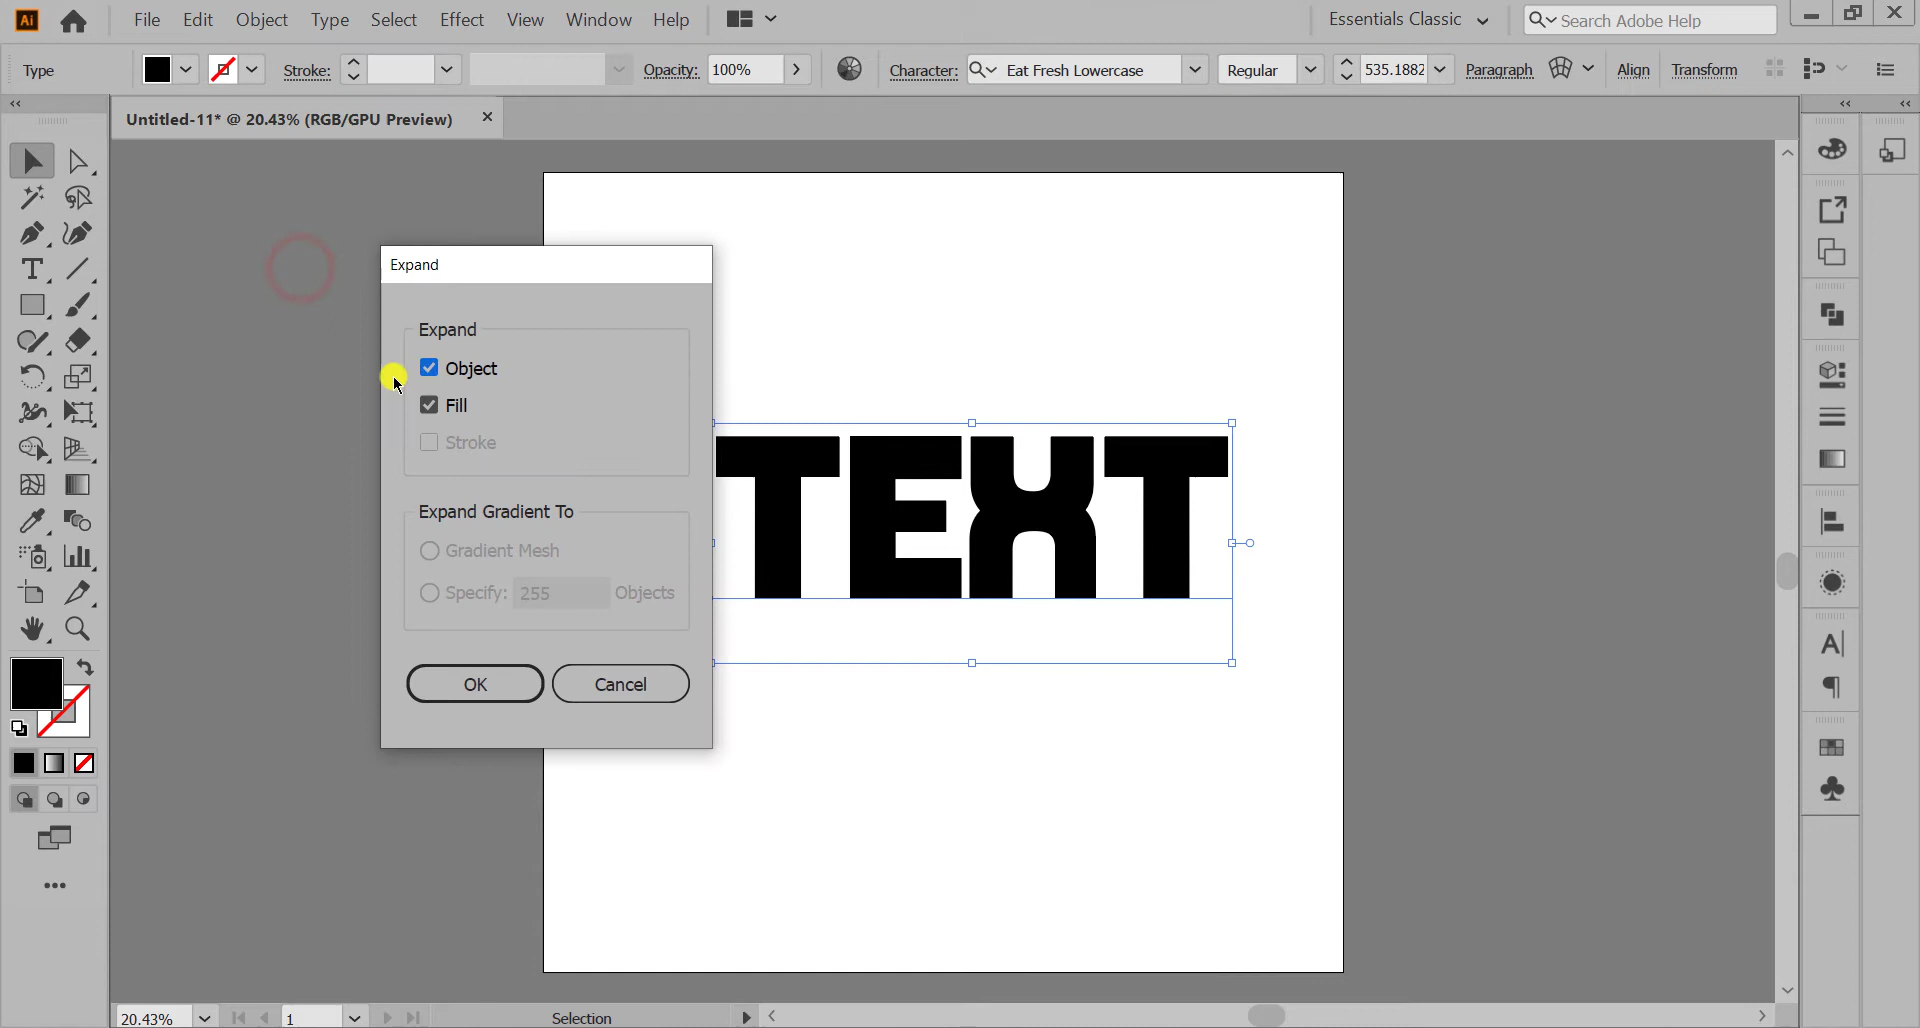 Ai File Edit Object Type Select Effect View Window Help Essentials Classic Search Adobe Help
Type Stroke: Opacity: 100% Character: Eat Fresh Lowercase Regular 535.1882 Paragraph Align Transform
Untitled-11* @ 20.43% (RGB/GPU Preview)
Expand
Expand
Object
Fill
Stroke
TEXT
Expand Gradient To
Gradient Mesh
Specify: 255 Objects
OK Cancel
20.43% 1 Selection